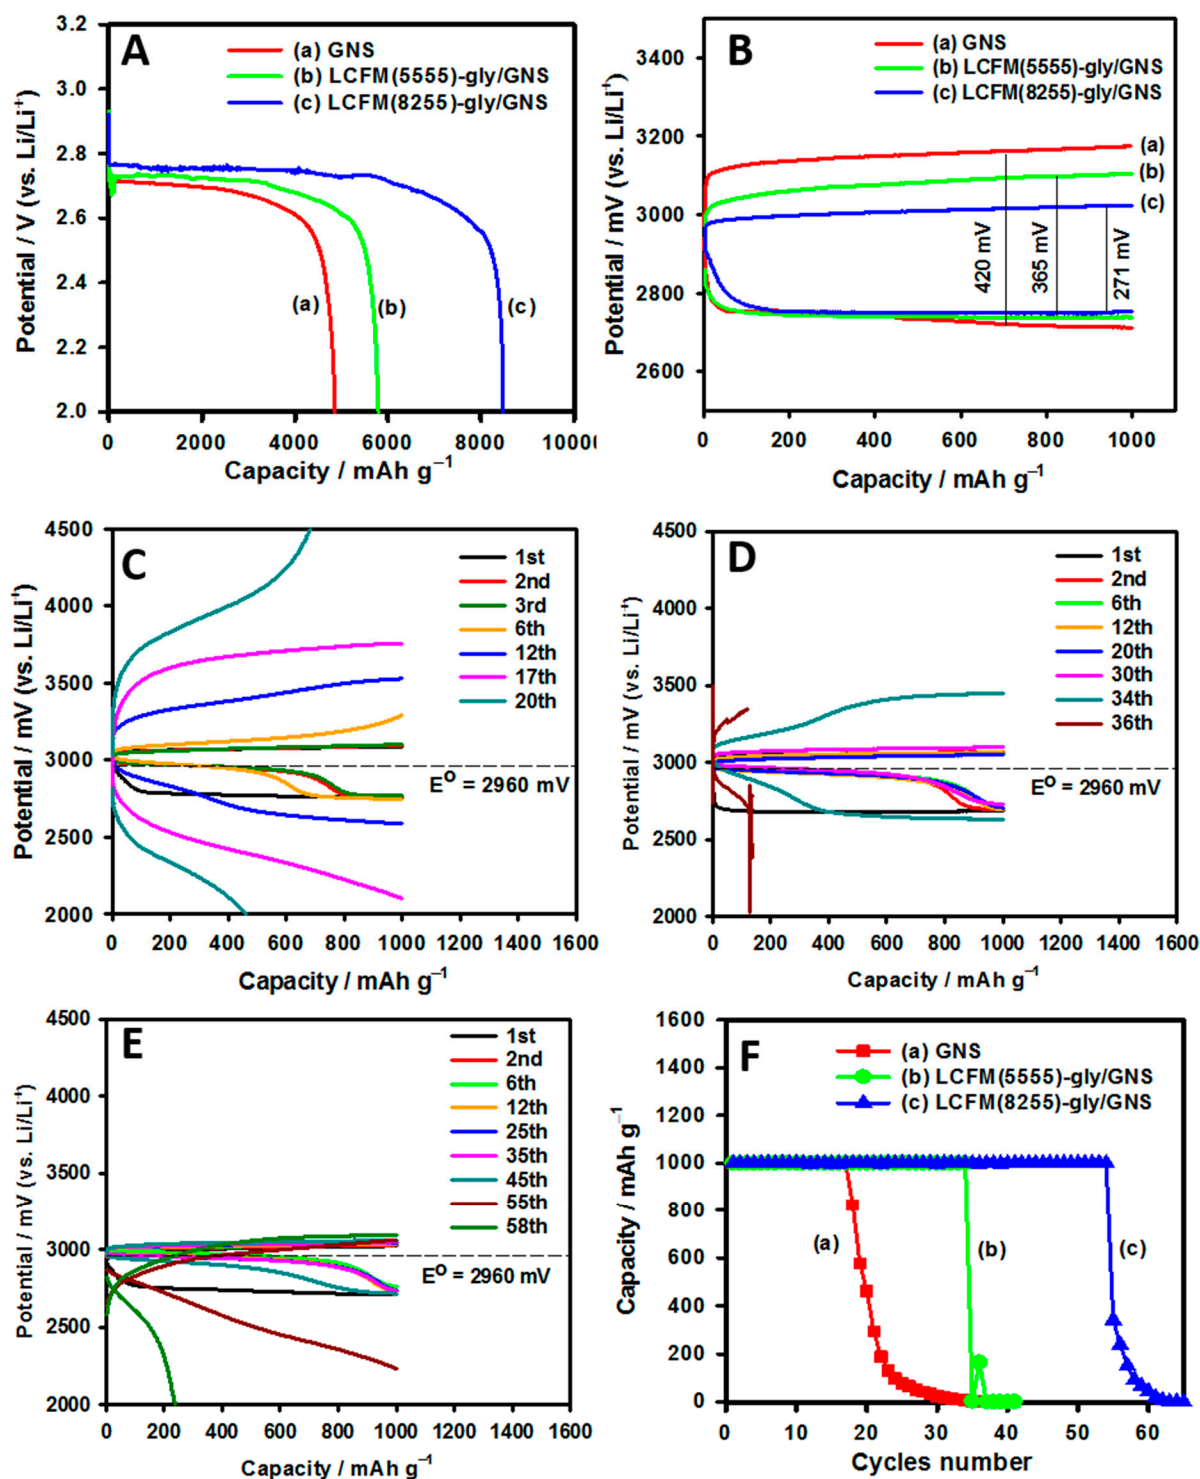 A
(a) GNS
(b) LCFM(5555)-gly/GNS
(c) LCFM(8255)-gly/GNS
3.2
3.0
2.8
2.6
2.4
2.2
2.0
Potential / V (vs. Li/Li⁺)
(a)
(b)
(c)
0
2000
4000
6000
8000
1000
Capacity / mAh g⁻¹
B
(a) GNS
(b) LCFM(5555)-gly/GNS
(c) LCFM(8255)-gly/GNS
3400
3200
3000
2800
2600
Potential / mV (vs. Li/Li⁺)
(a)
(b)
(c)
420 mV
365 mV
271 mV
0
200
400
600
800
1000
Capacity / mAh g⁻¹
C
1st
2nd
3rd
6th
12th
17th
20th
4500
4000
3500
3000
2500
2000
Potential / mV (vs. Li/Li⁺)
E⁰ = 2960 mV
0
200
400
600
800
1000
1200
1400
1600
Capacity / mAh g⁻¹
D
1st
2nd
6th
12th
20th
30th
34th
36th
4500
4000
3500
3000
2500
2000
Potential / mV (vs. Li/Li⁺)
E⁰ = 2960 mV
0
200
400
600
800
1000
1200
1400
1600
Capacity / mAh g⁻¹
E
1st
2nd
6th
12th
25th
35th
45th
55th
58th
4500
4000
3500
3000
2500
2000
Potential / mV (vs. Li/Li⁺)
E⁰ = 2960 mV
0
200
400
600
800
1000
1200
1400
1600
Capacity / mAh g⁻¹
F
(a) GNS
(b) LCFM(5555)-gly/GNS
(c) LCFM(8255)-gly/GNS
1600
1400
1200
1000
800
600
400
200
0
Capacity / mAh g⁻¹
(a)
(b)
(c)
0
10
20
30
40
50
60
Cycles number